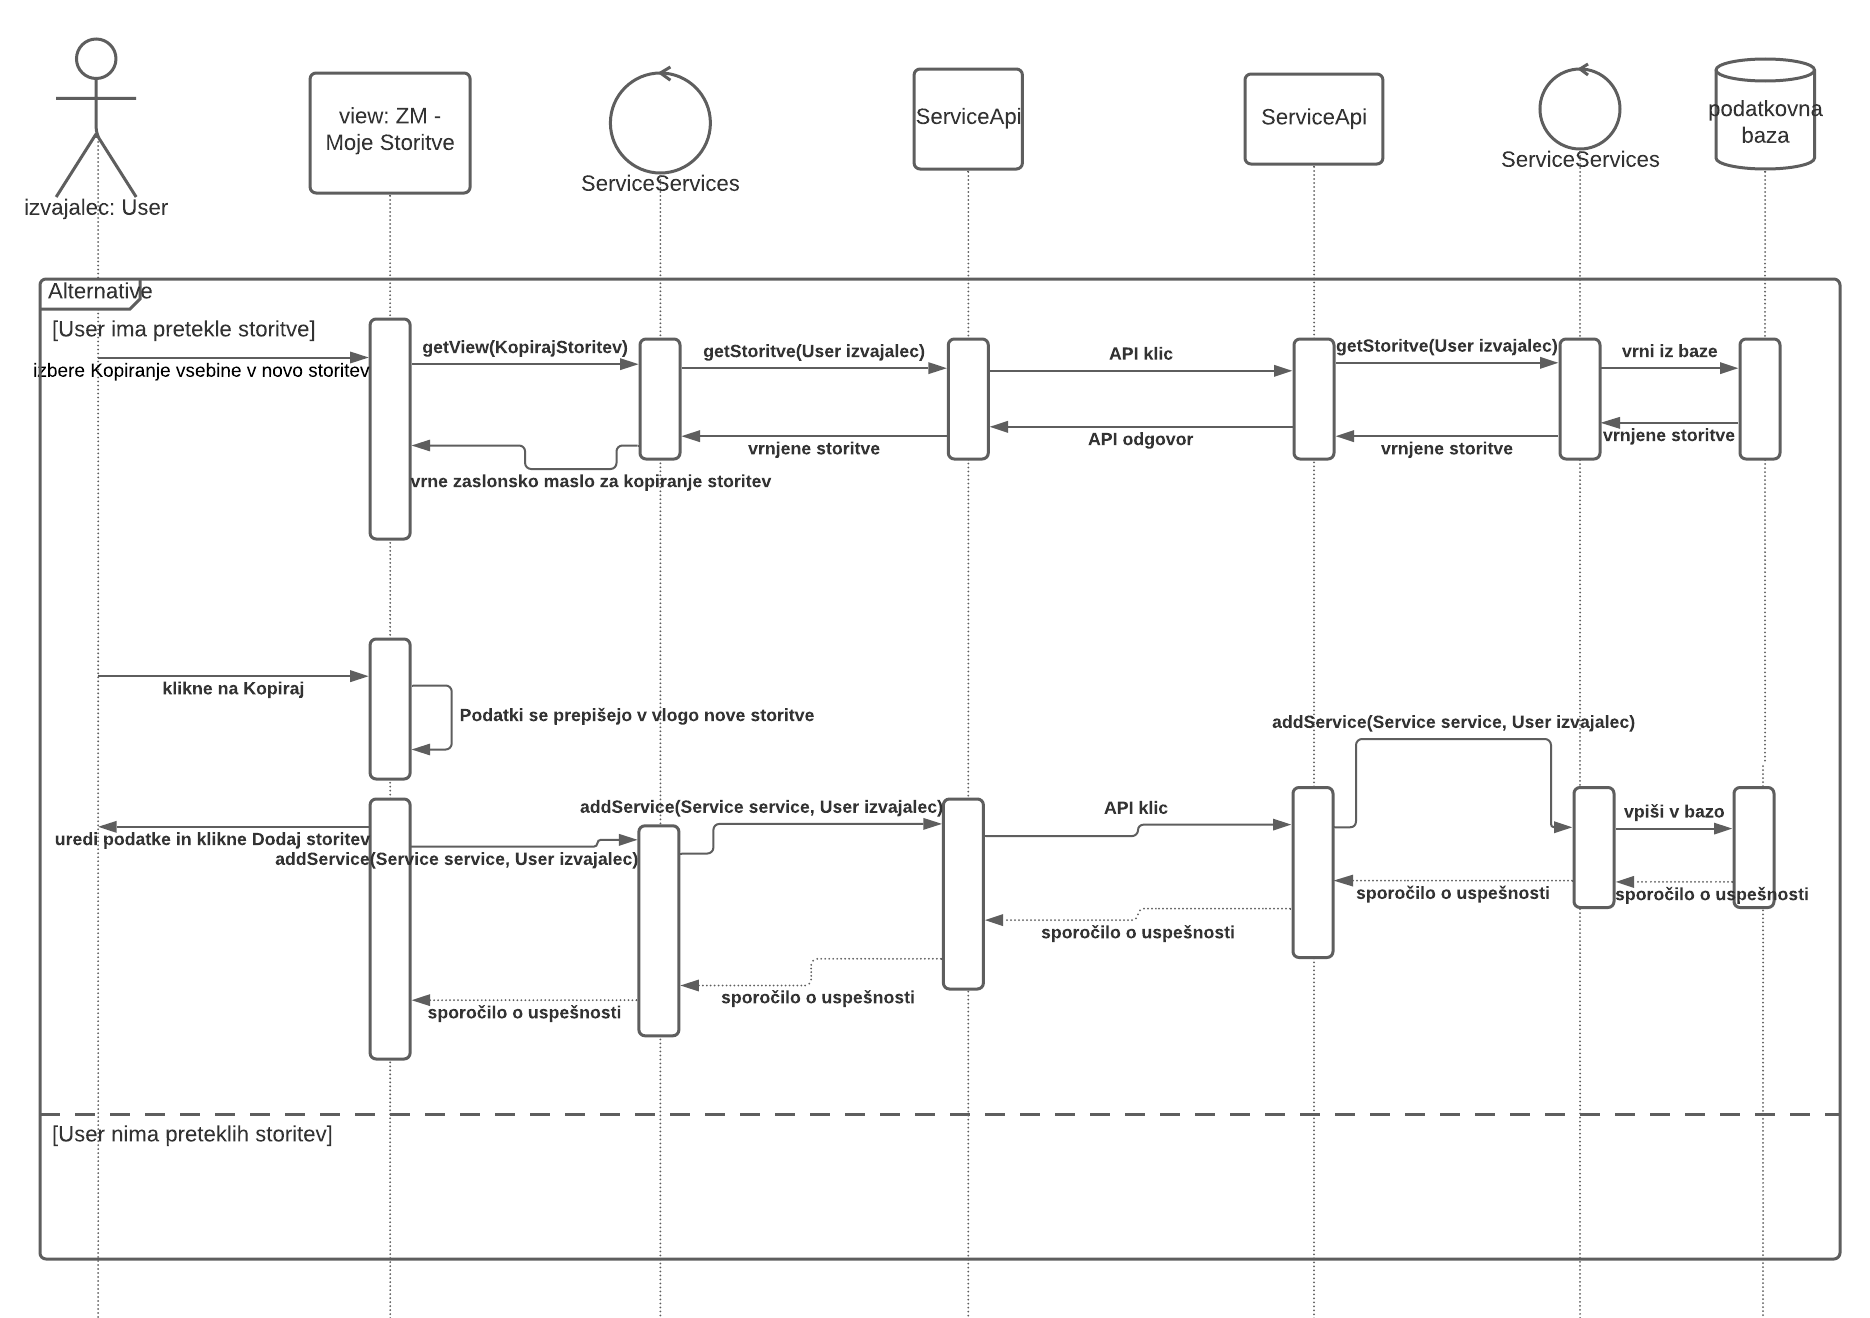 izvajalec: User
view: ZM -
Moje Storitve
ServiceServices
ServiceApi
ServiceApi
ServiceServices
podatkovna
baza
Alternative
[User ima pretekle storitve]
izbere Kopiranje vsebine v novo storitev
getView(KopirajStoritev)
getStoritve(User izvajalec)
API klic
getStoritve(User izvajalec)
vrni iz baze
vrnjene storitve
vrnjene storitve
API odgovor
vrnjene storitve
vrne zaslonsko maslo za kopiranje storitev
klikne na Kopiraj
Podatki se prepišejo v vlogo nove storitve
uredi podatke in klikne Dodaj storitev
addService(Service service, User izvajalec)
addService(Service service, User izvajalec)
API klic
addService(Service service, User izvajalec)
vpiši v bazo
sporočilo o uspešnosti
sporočilo o uspešnosti
sporočilo o uspešnosti
sporočilo o uspešnosti
sporočilo o uspešnosti
[User nima preteklih storitev]